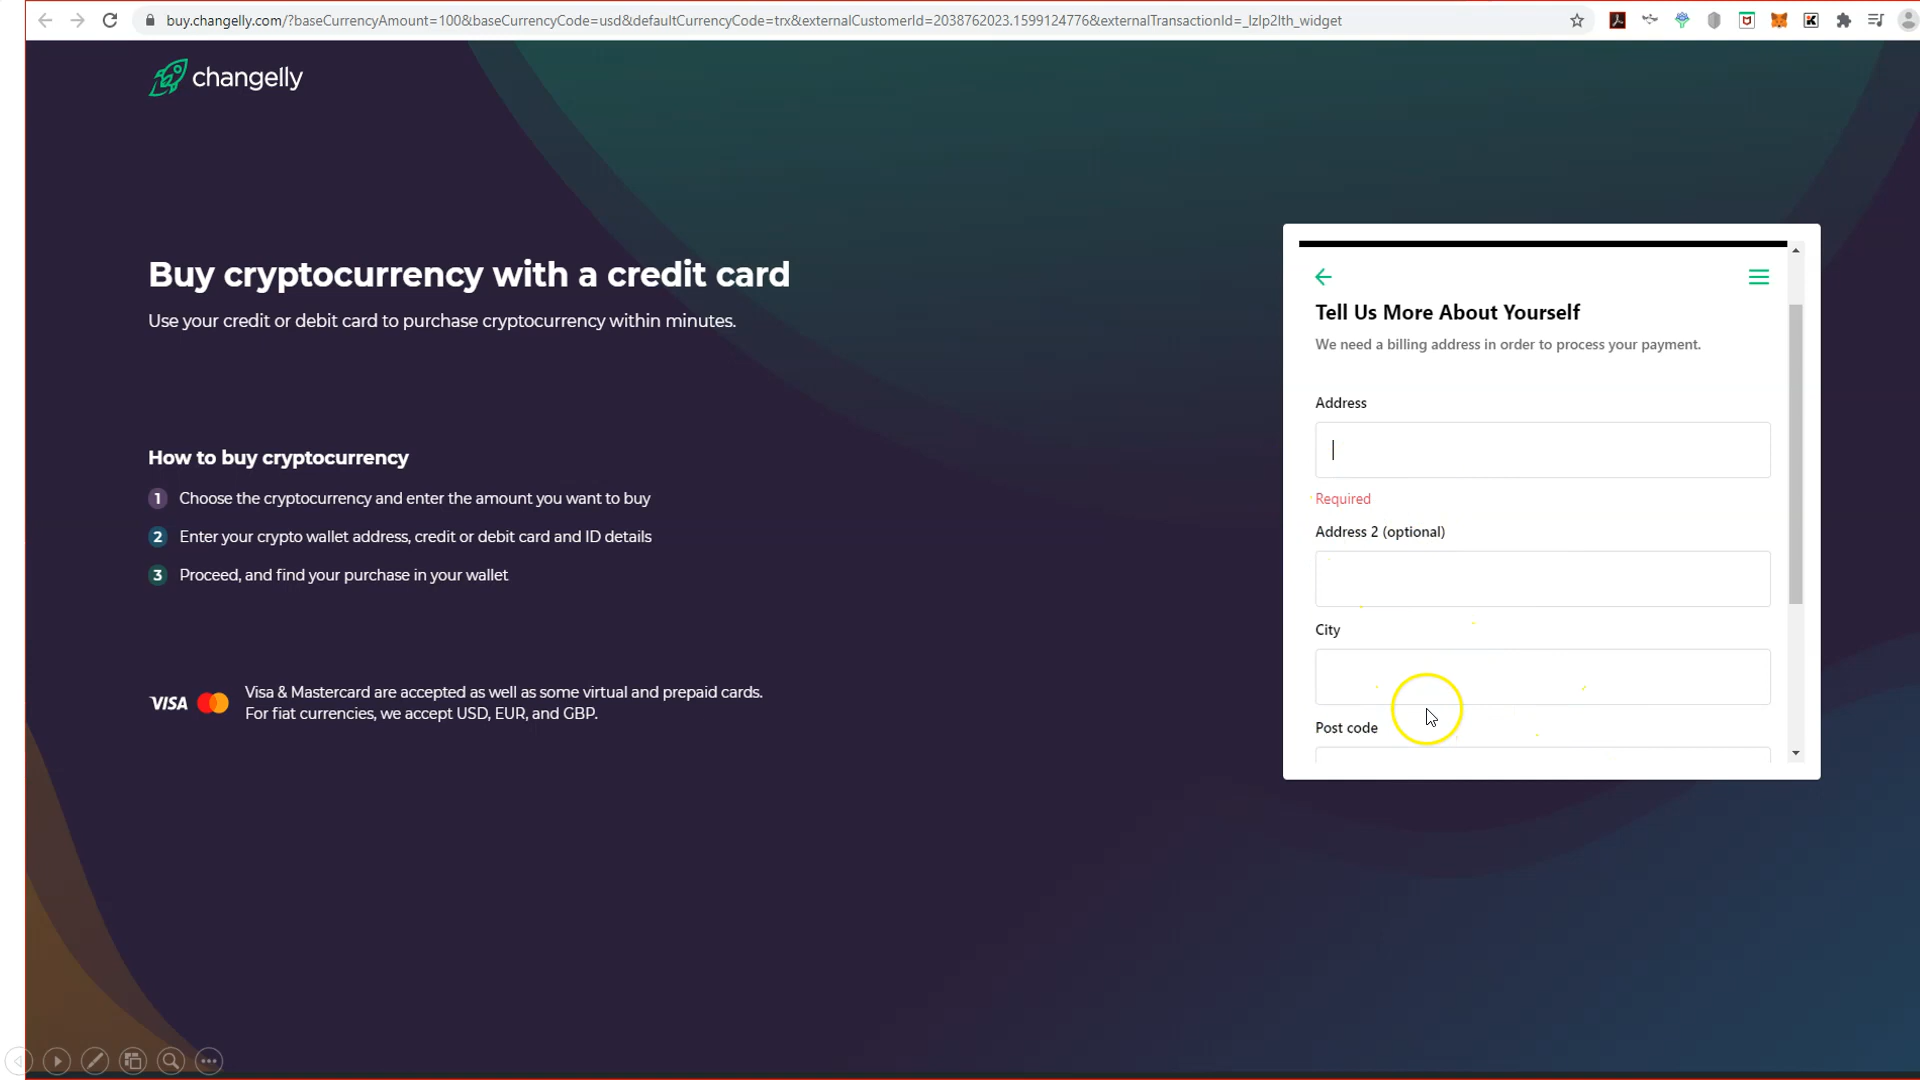 buy.changelly.com/?baseCurrencyAmount=100&baseCurrencyCode=usd&defaultCurrencyCode=trx&externalCustomerId=2038762023.1599124776&externalTransactionId=_lzlp2lth_widget
changelly
Buy cryptocurrency with a credit card
Use your credit or debit card to purchase cryptocurrency within minutes.
How to buy cryptocurrency
1 Choose the cryptocurrency and enter the amount you want to buy
2 Enter your crypto wallet address, credit or debit card and ID details
3 Proceed, and find your purchase in your wallet
VISA
Visa & Mastercard are accepted as well as some virtual and prepaid cards.
For fiat currencies, we accept USD, EUR, and GBP.
Tell Us More About Yourself
We need a billing address in order to process your payment.
Address
Required
Address 2 (optional)
City
Post code